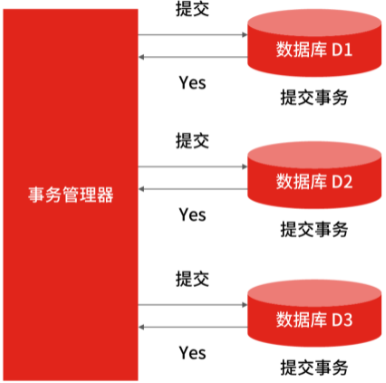 提交
数据库 D1
Yes
提交事务
提交
数据库 D2
事务管理器
Yes
提交事务
提交
数据库 D3
Yes
提交事务